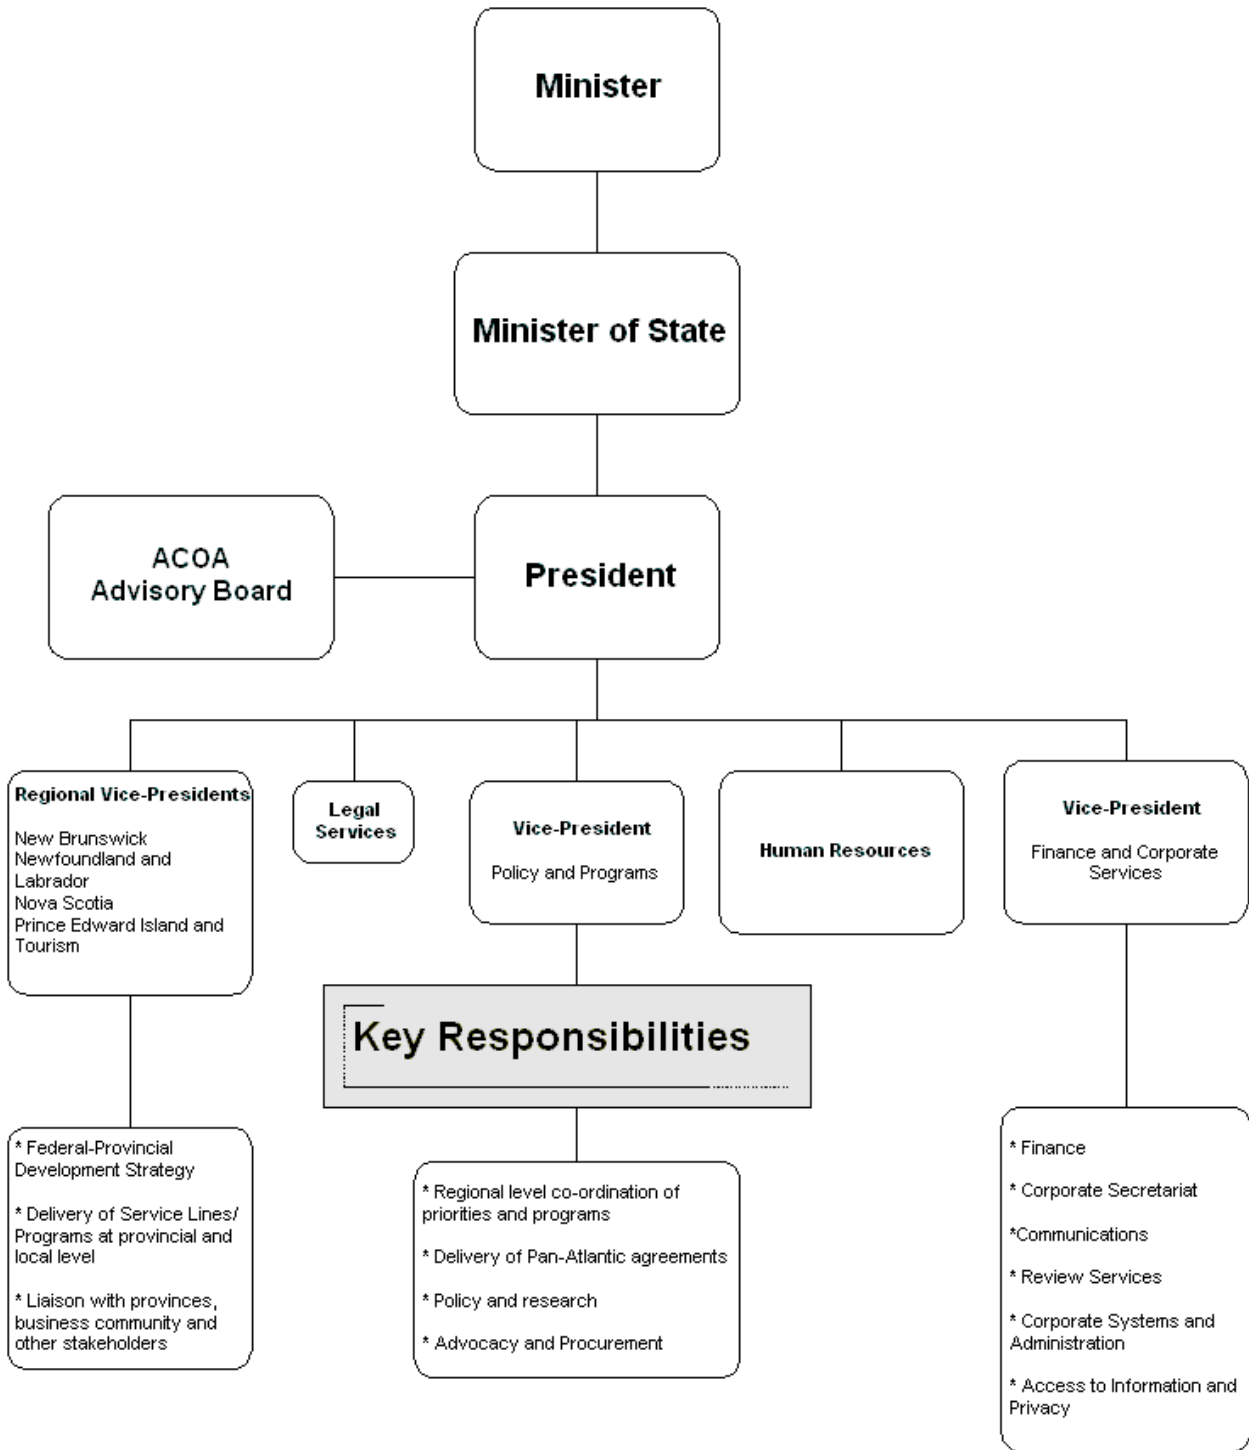 Minister
Minister of State
ACOA
Advisory Board
President
Regional Vice-Presidents
New Brunswick
Newfoundland and
Labrador
Nova Scotia
Prince Edward Island and
Tourism
Legal
Services
Vice-President
Policy and Programs
Human Resources
Vice-President
Finance and Corporate
Services
Key Responsibilities
* Federal-Provincial
Development Strategy
* Delivery of Service Lines/
Programs at provincial and
local level
* Liaison with provinces,
business community and
other stakeholders
* Regional level co-ordination of
priorities and programs
* Delivery of Pan-Atlantic agreements
* Policy and research
* Advocacy and Procurement
* Finance
* Corporate Secretariat
*Communications
* Review Services
* Corporate Systems and
Administration
* Access to Information and
Privacy